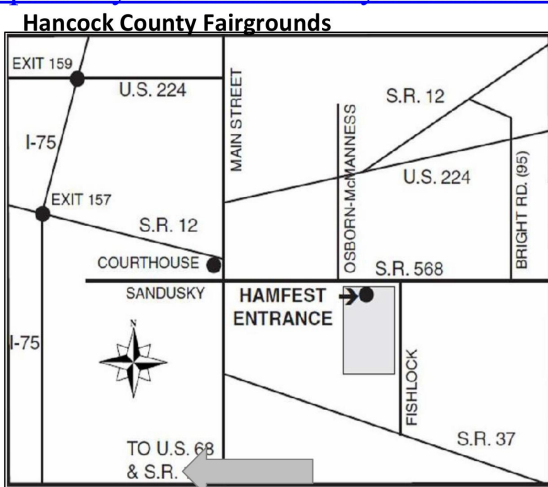 Hancock County Fairgrounds
EXIT 159
U.S. 224
MAIN STREET
S.R. 12
OSBORN-McMANNESS
I-75
U.S. 224
BRIGHT RD. (95)
EXIT 157
S.R. 12
COURTHOUSE
S.R. 568
SANDUSKY
HAMFEST
ENTRANCE
N
I-75
FISHLOCK
S.R. 37
TO U.S. 68
& S.R.